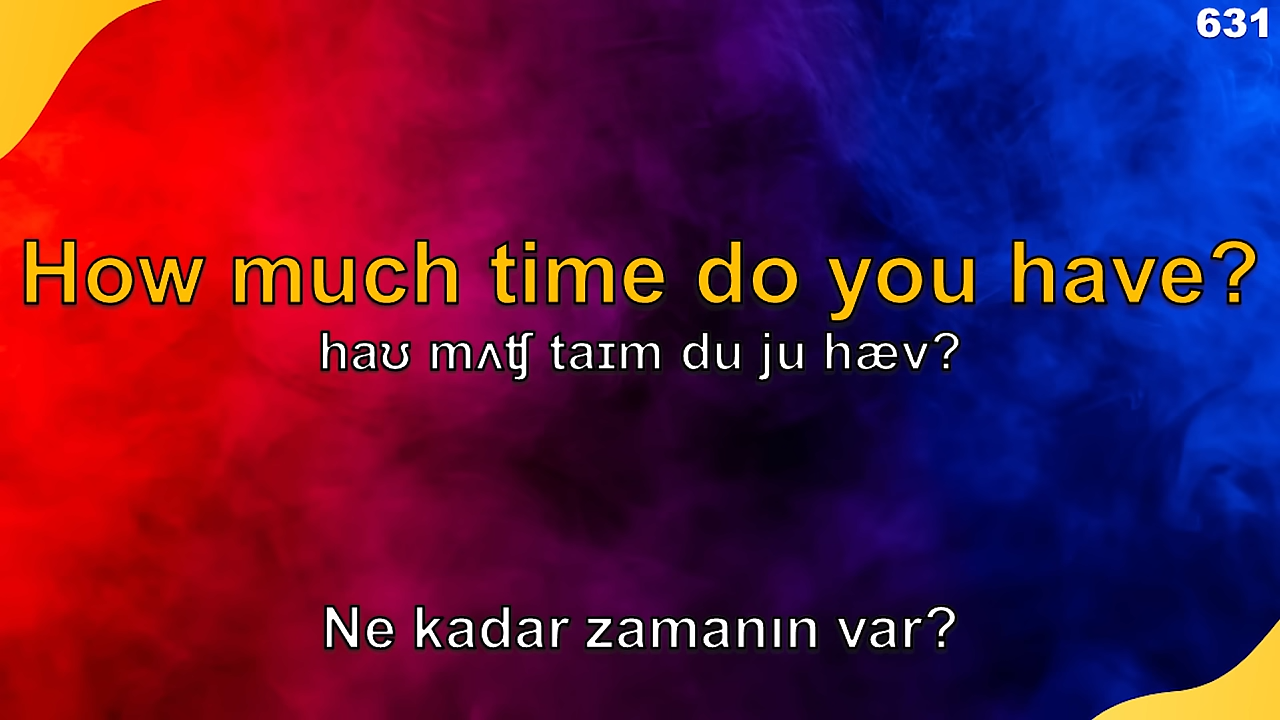 631
How much time do you have?
haʊ mʌʧ taɪm du ju hæv?
Ne kadar zamanın var?